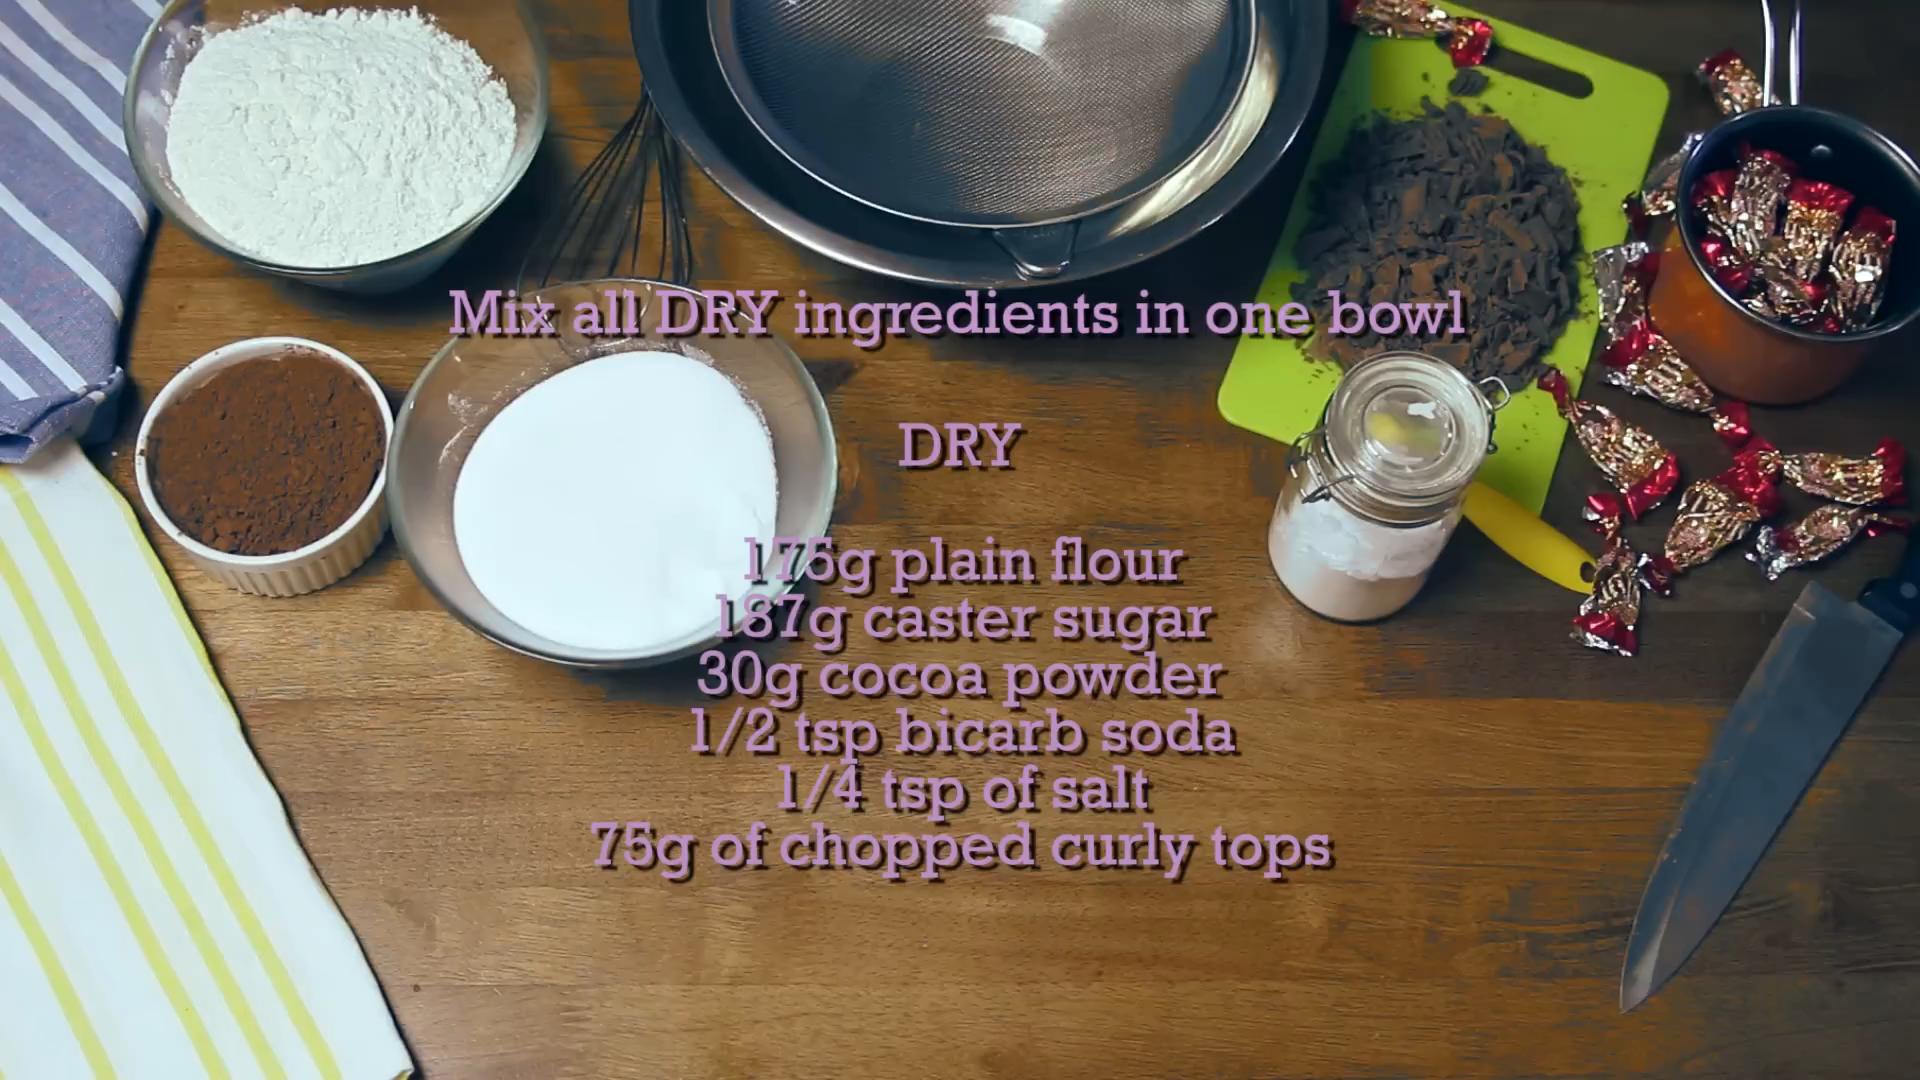 Mix all DRY ingredients in one bowl
DRY
175g plain flour
187g caster sugar
30g cocoa powder
1/2 tsp bicarb soda
1/4 tsp of salt
75g of chopped curly tops